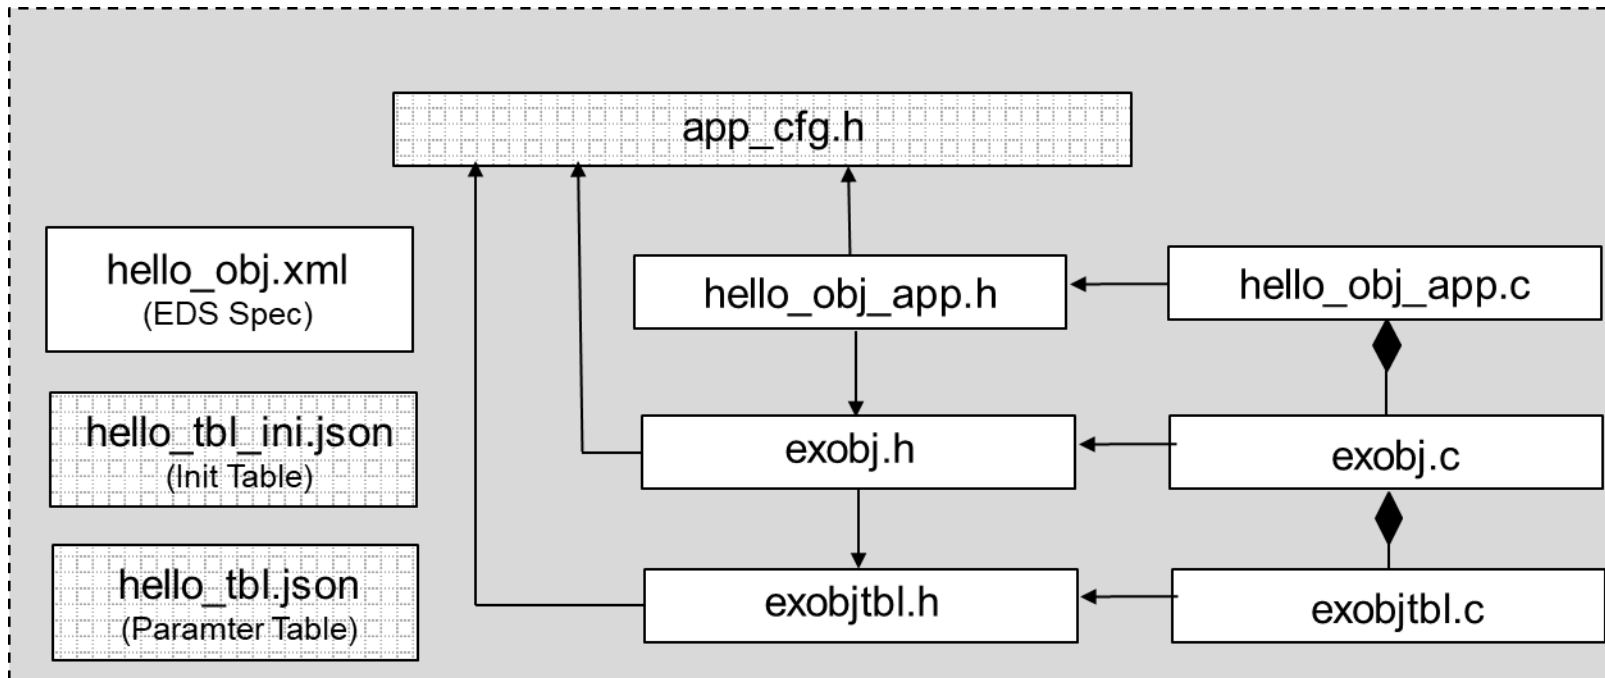 app_cfg.h
hello_obj.xml
(EDS Spec)
hello_obj_app.h
hello_obj_app.c
hello_tbl_ini.json
(Init Table)
exobj.h
exobj.c
hello_tbl.json
(Paramter Table)
exobjtbl.h
exobjtbl.c